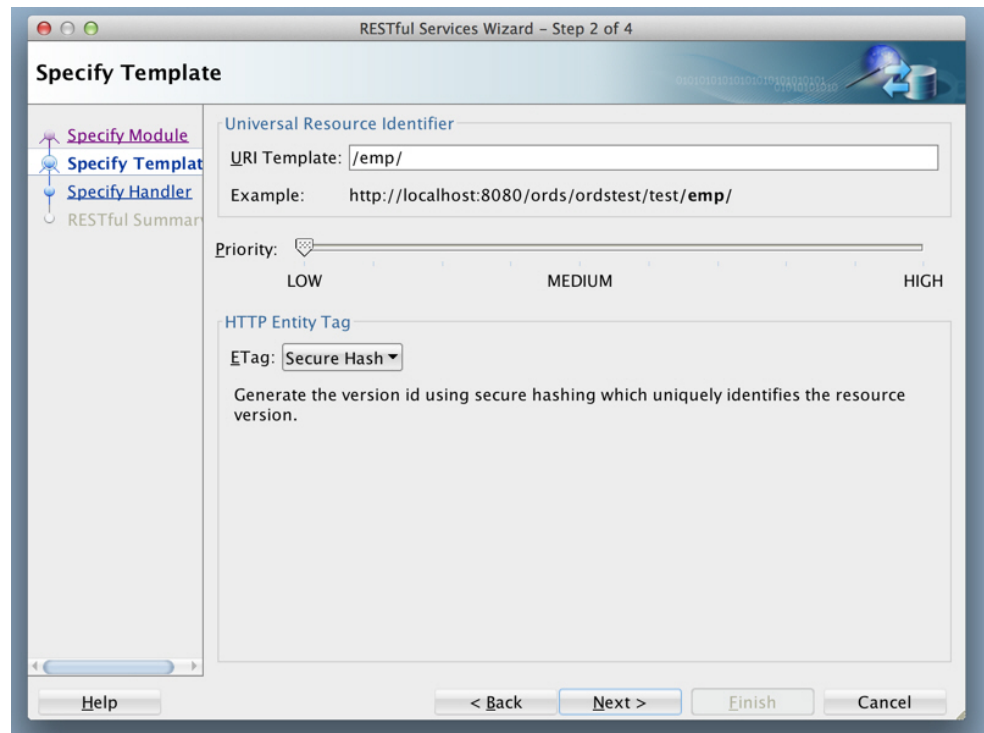 RESTful Services Wizard – Step 2 of 4
Specify Template
Specify Module
Specify Templat
Specify Handler
RESTful Summar
Universal Resource Identifier
URI Template: /emp/
Example: http://localhost:8080/ords/ordstest/test/emp/
Priority:
LOW MEDIUM HIGH
HTTP Entity Tag
ETag: Secure Hash
Generate the version id using secure hashing which uniquely identifies the resource
version.
Help < Back Next > Finish Cancel